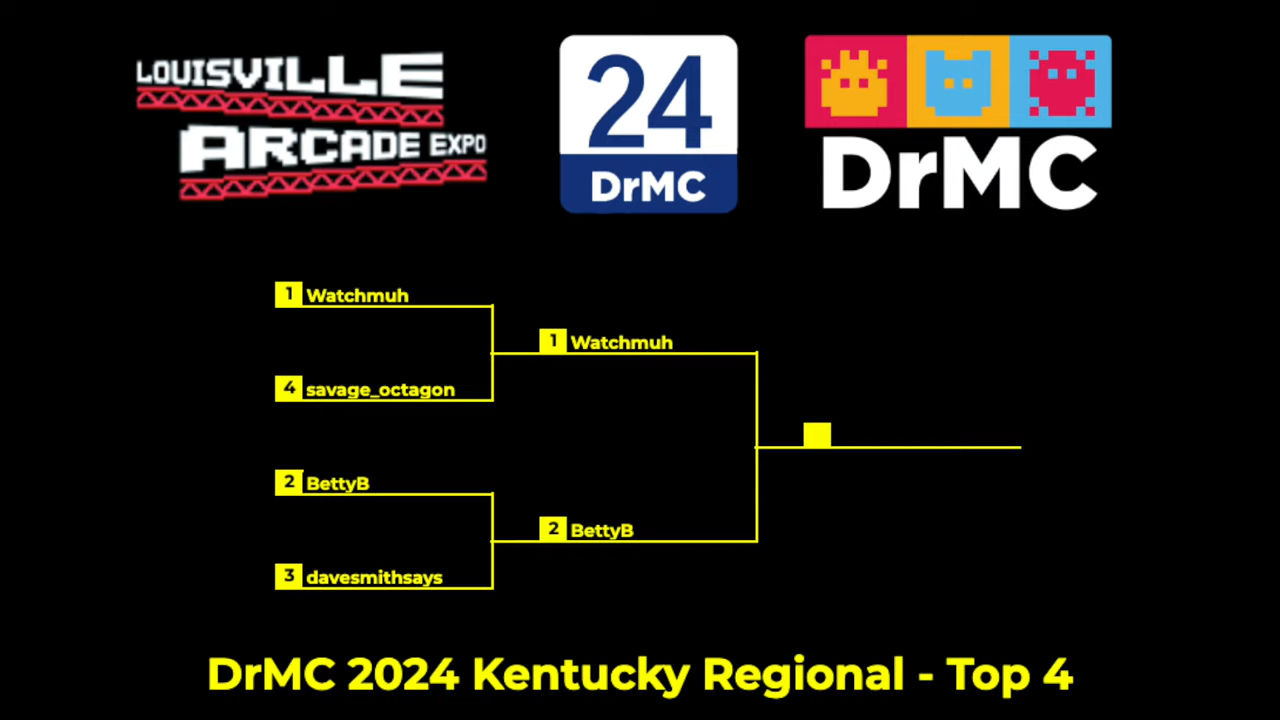 LOUISVILLE
ARCADE EXPO
24
DrMC
DrMC
1 Watchmuh
1 Watchmuh
4 savage_octagon
2 BettyB
2 BettyB
3 davesmithsays
DrMC 2024 Kentucky Regional - Top 4